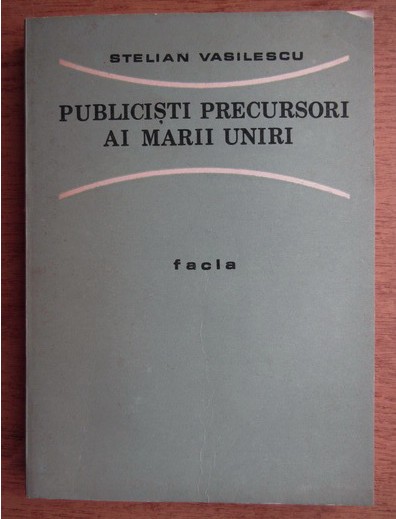 STELIAN VASILESCU
PUBLICIȘTI PRECURSORI
AI MARII UNIRI
facla